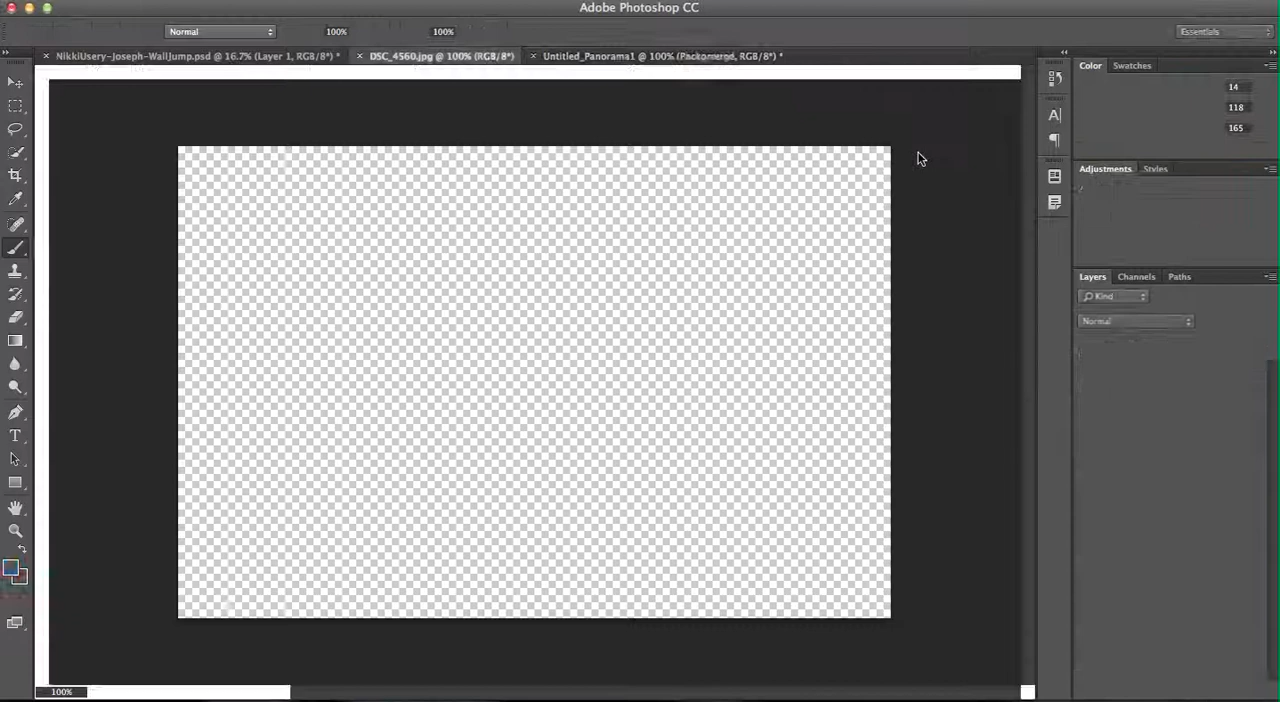 Adobe Photoshop CC
Normal 100% 100% Essentials
× NikkiUsery-Joseph-WallJump.psd @ 16.7% (Layer 1, RGB/8*) * × DSC_4560.jpg @ 100% (RGB/8*) × Untitled_Panorama1 @ 100% RGB/8*) *
Color Swatches
14
118
165
Adjustments Styles
Layers Channels Paths
Kind
Normal
100%